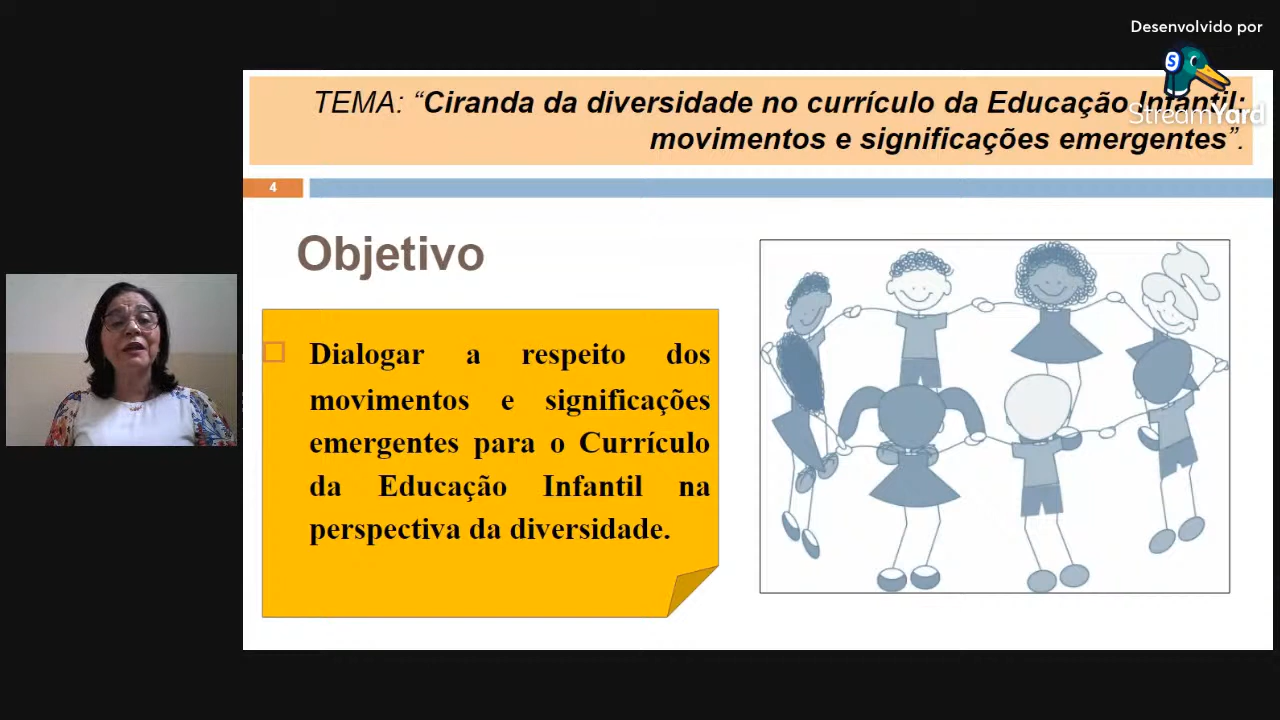 Desenvolvido por
StreamYard
TEMA: “Ciranda da diversidade no currículo da Educação Infantil:
movimentos e significações emergentes”.
4
Objetivo
Dialogar a respeito dos
movimentos e significações
emergentes para o Currículo
da Educação Infantil na
perspectiva da diversidade.